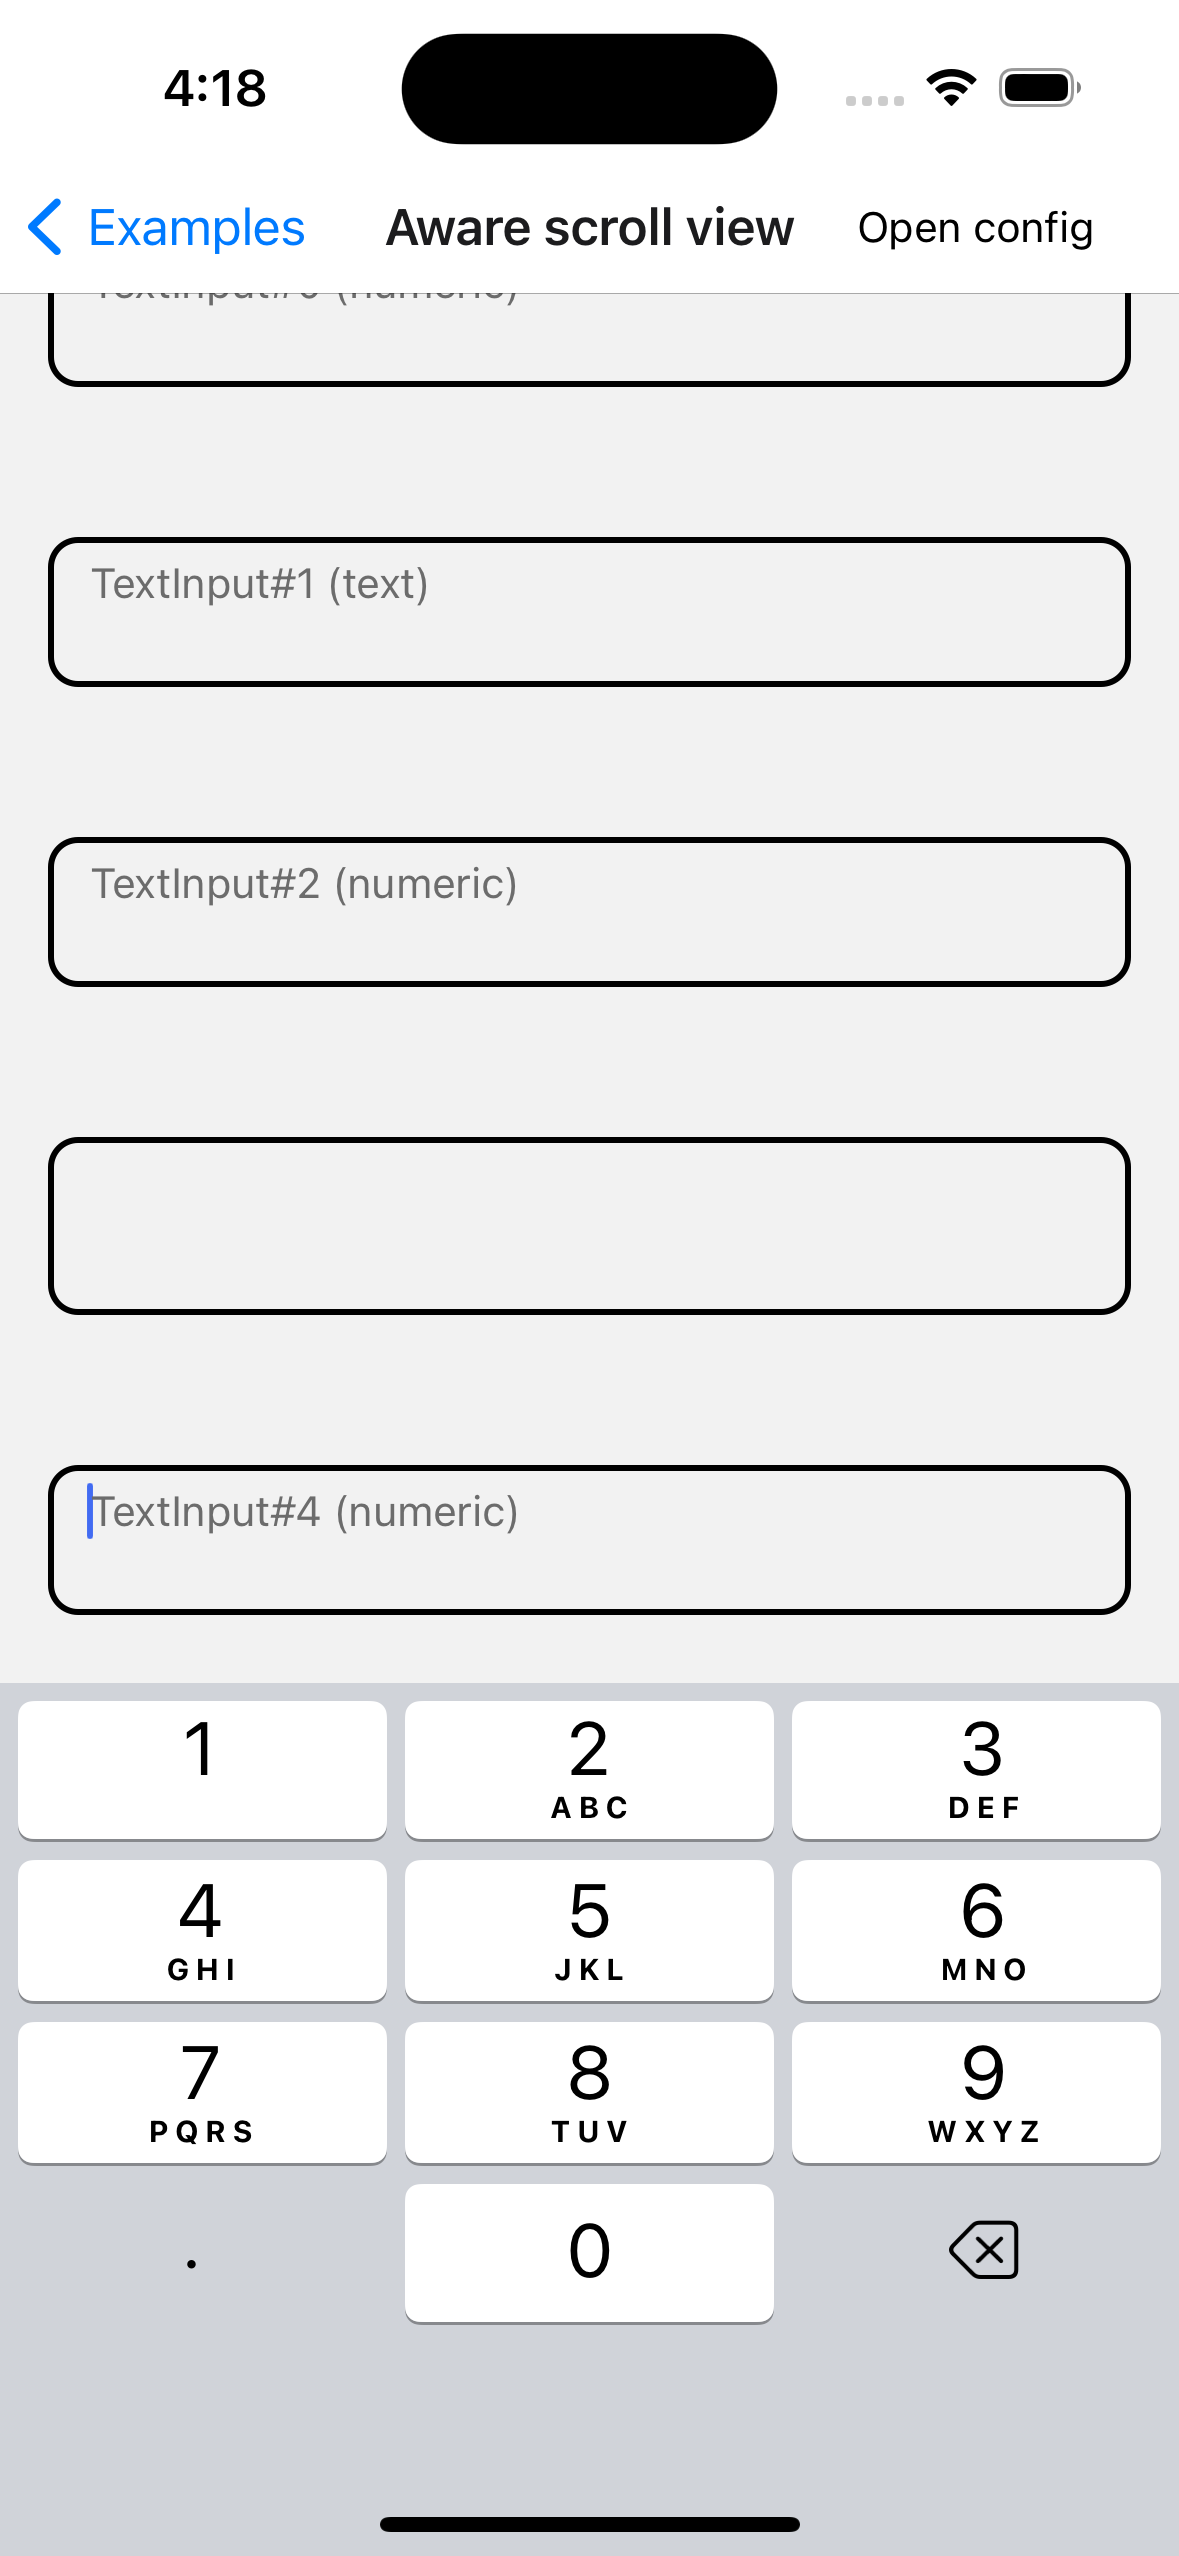 4:18
Examples
Aware scroll view
Open config
(numeric)
TextInput#1 (text)
TextInput#2 (numeric)
TextInput#4 (numeric)
1
2
ABC
3
DEF
4
GHI
5
JKL
6
MNO
7
PQRS
8
TUV
9
WXYZ
.
0